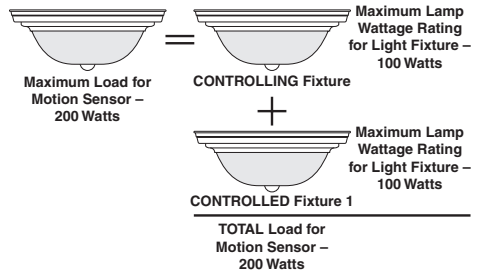 Maximum Load for
Motion Sensor –
200 Watts
=
CONTROLLING Fixture
Maximum Lamp
Wattage Rating
for Light Fixture –
100 Watts
+
CONTROLLED Fixture 1
Maximum Lamp
Wattage Rating
for Light Fixture –
100 Watts
TOTAL Load for
Motion Sensor –
200 Watts